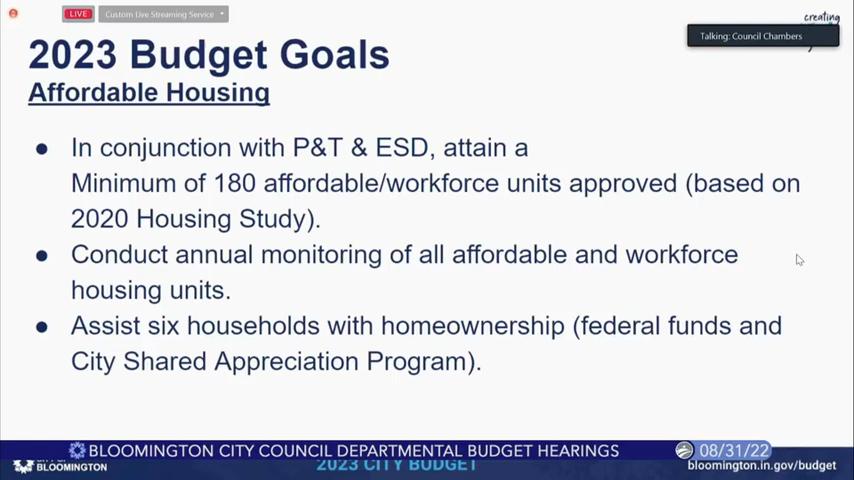 LIVE
Custom Live Streaming Service
creating
Talking: Council Chambers
2023 Budget Goals
Affordable Housing
● In conjunction with P&T & ESD, attain a
Minimum of 180 affordable/workforce units approved (based on
2020 Housing Study).
● Conduct annual monitoring of all affordable and workforce
housing units.
● Assist six households with homeownership (federal funds and
City Shared Appreciation Program).
BLOOMINGTON CITY COUNCIL DEPARTMENTAL BUDGET HEARINGS
08/31/22
BLOOMINGTON
2023 CITY BUDGET
bloomington.in.gov/budget